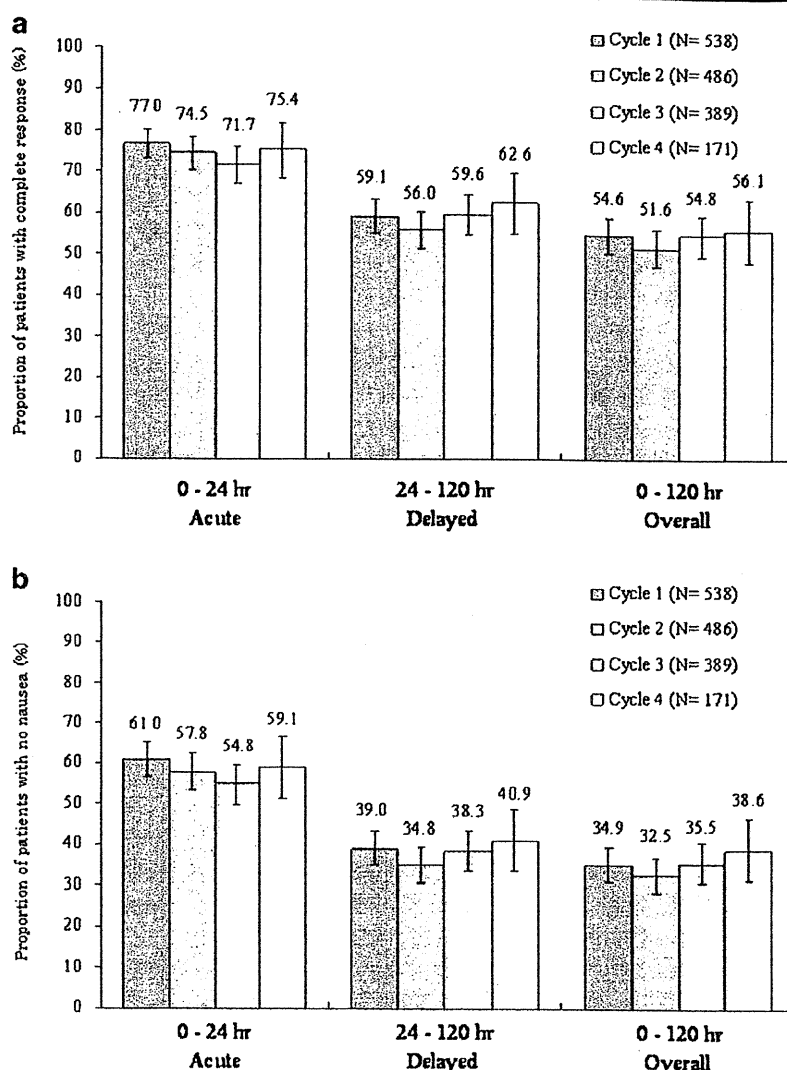 a
Proportion of patients with complete response (%)
100
90
80
70
60
50
40
30
20
10
0
Cycle 1 (N= 538)
Cycle 2 (N= 486)
Cycle 3 (N= 389)
Cycle 4 (N= 171)
77 0
74.5
71.7
75.4
59.1
56.0
59.6
62 6
54.6
51.6
54.8
56.1
0 - 24 hr
Acute
24 - 120 hr
Delayed
0 - 120 hr
Overall
b
Proportion of patients with no nausea (%)
100
90
80
70
60
50
40
30
20
10
0
Cycle 1 (N= 538)
Cycle 2 (N= 486)
Cycle 3 (N= 389)
Cycle 4 (N= 171)
61 0
57.8
54.8
59.1
39.0
34.8
38.3
40.9
34.9
32.5
35.5
38.6
0 - 24 hr
Acute
24 - 120 hr
Delayed
0 - 120 hr
Overall